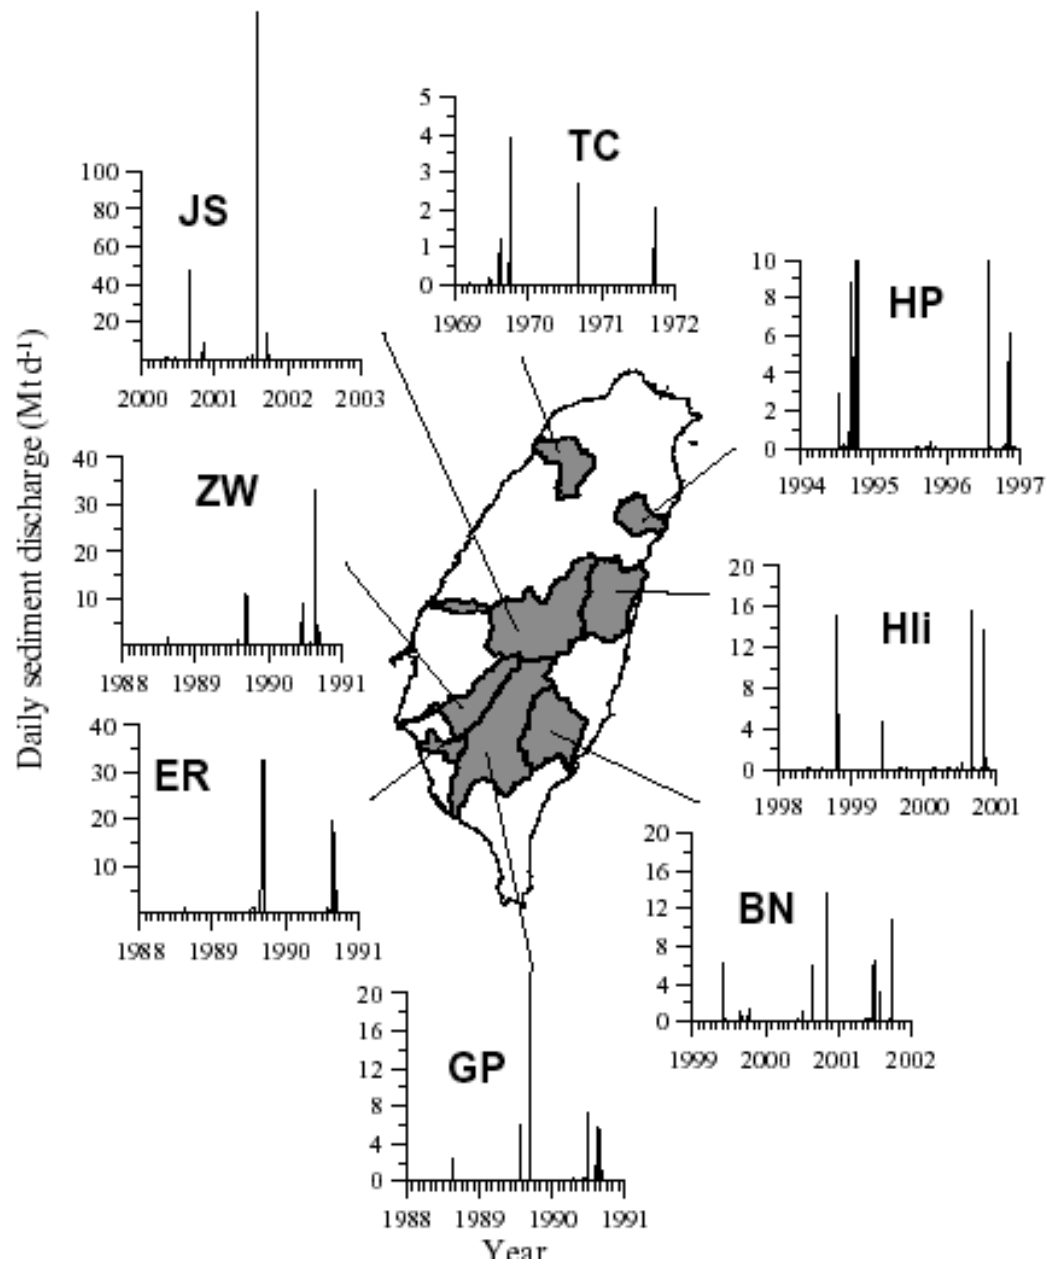 Daily sediment discharge (Mt d-1)
JS
100
80
60
40
20
2000 2001 2002 2003
TC
5
4
3
2
1
0
1969 1970 1971 1972
HP
10
8
6
4
2
0
1994 1995 1996 1997
ZW
40
30
20
10
1988 1989 1990 1991
Hli
20
16
12
8
4
0
1998 1999 2000 2001
ER
40
30
20
10
1988 1989 1990 1991
BN
20
16
12
8
4
0
1999 2000 2001 2002
GP
20
16
12
8
4
0
1988 1989 1990 1991
Year